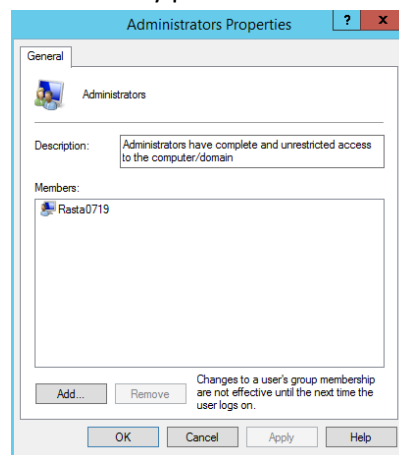 Administrators Properties
? x
General
Administrators
Description:
Administrators have complete and unrestricted access
to the computer/domain
Members:
Rasta0719
Changes to a user's group membership
are not effective until the next time the
user logs on.
Add... Remove
OK Cancel Apply Help